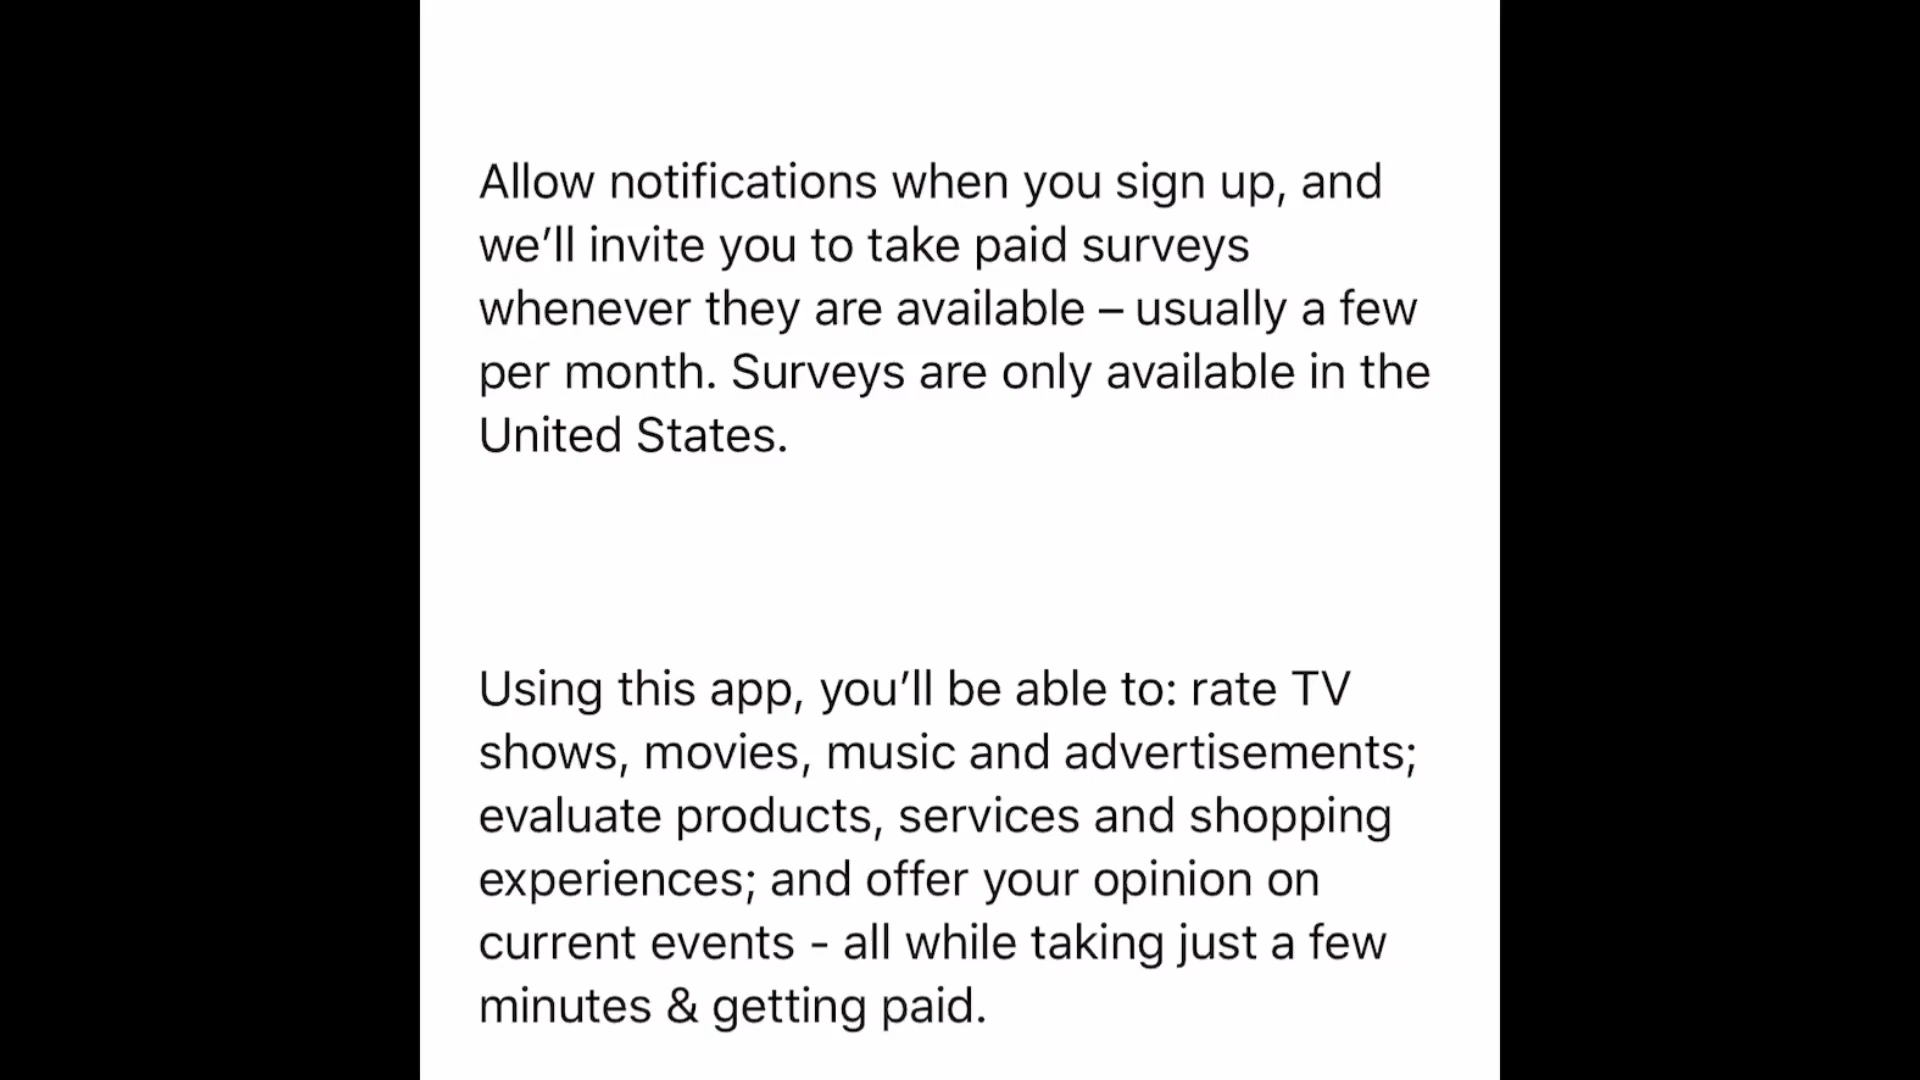 Allow notifications when you sign up, and
we’ll invite you to take paid surveys
whenever they are available – usually a few
per month. Surveys are only available in the
United States.
Using this app, you’ll be able to: rate TV
shows, movies, music and advertisements;
evaluate products, services and shopping
experiences; and offer your opinion on
current events - all while taking just a few
minutes & getting paid.